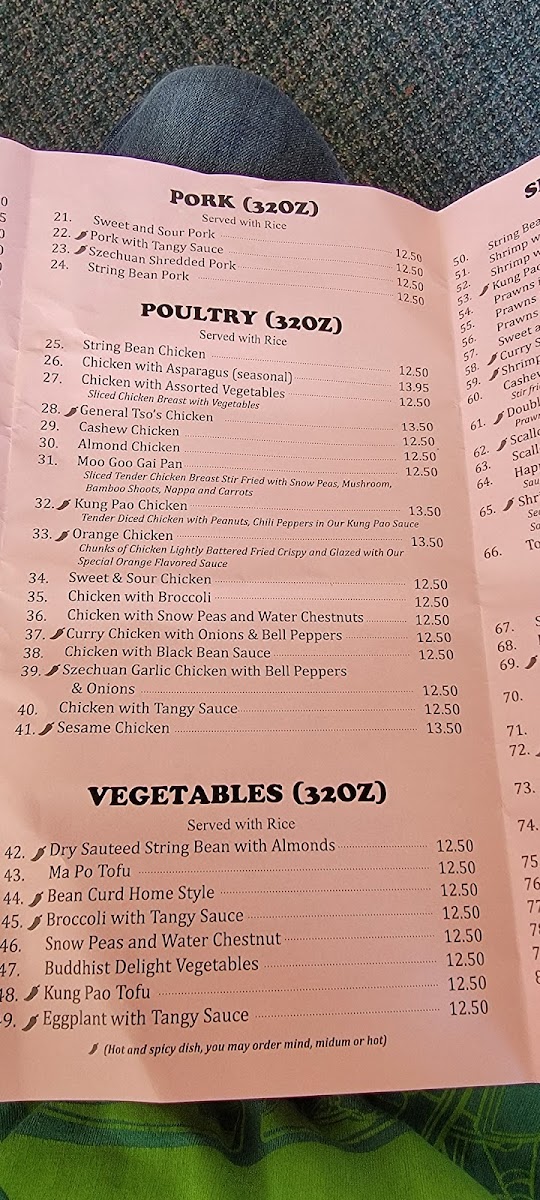 PORK (32OZ)
Served with Rice
21. Sweet and Sour Pork 12.50
22. Pork with Tangy Sauce 12.50
23. Szechuan Shredded Pork 12.50
24. String Bean Pork 12.50
POULTRY (32OZ)
Served with Rice
25. String Bean Chicken 12.50
26. Chicken with Asparagus (seasonal) 13.95
27. Chicken with Assorted Vegetables 12.50
Sliced Chicken Breast with Vegetables
28. General Tso's Chicken 13.50
29. Cashew Chicken 12.50
30. Almond Chicken 12.50
31. Moo Goo Gai Pan 12.50
Sliced Tender Chicken Breast Stir Fried with Snow Peas, Mushroom,
Bamboo Shoots, Nappa and Carrots
32. Kung Pao Chicken 13.50
Tender Diced Chicken with Peanuts, Chili Peppers in Our Kung Pao Sauce
33. Orange Chicken 13.50
Chunks of Chicken Lightly Battered Fried Crispy and Glazed with Our
Special Orange Flavored Sauce
34. Sweet & Sour Chicken 12.50
35. Chicken with Broccoli 12.50
36. Chicken with Snow Peas and Water Chestnuts 12.50
37. Curry Chicken with Onions & Bell Peppers 12.50
38. Chicken with Black Bean Sauce 12.50
39. Szechuan Garlic Chicken with Bell Peppers
& Onions 12.50
40. Chicken with Tangy Sauce 12.50
41. Sesame Chicken 13.50
VEGETABLES (32OZ)
Served with Rice
42. Dry Sauteed String Bean with Almonds 12.50
43. Ma Po Tofu 12.50
44. Bean Curd Home Style 12.50
45. Broccoli with Tangy Sauce 12.50
46. Snow Peas and Water Chestnut 12.50
47. Buddhist Delight Vegetables 12.50
48. Kung Pao Tofu 12.50
49. Eggplant with Tangy Sauce 12.50
(Hot and spicy dish, you may order mind, midum or hot)
50. String
51. Shrimp
52. Shrimp
53. Kung
54. Prawns
55. Prawns
56. Prawns
57. Sweet
58. Curry
59. Shrimp
60.
Stir
61.
62.
63.
64.
65.
66.
67.
68.
69.
70.
71.
72.
73.
74.
75
76